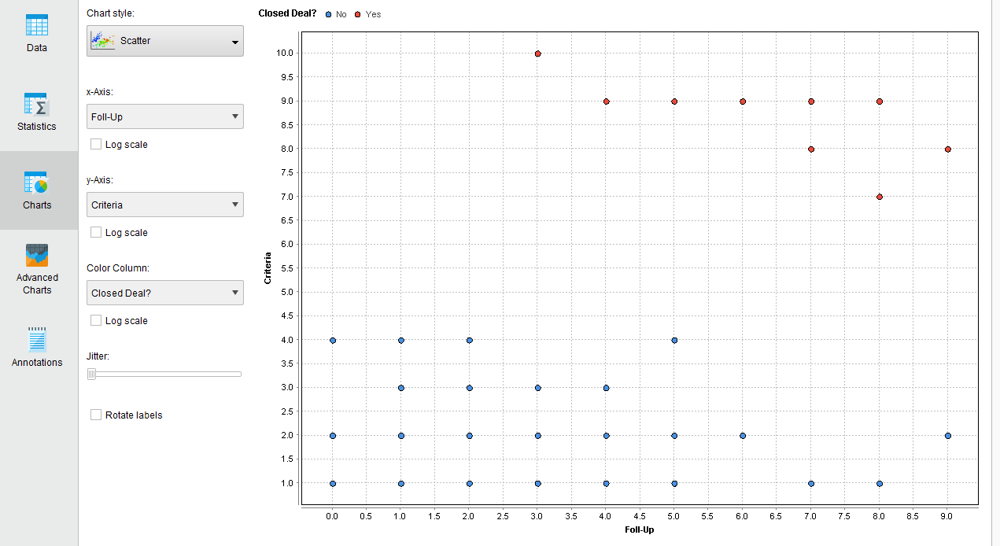 Data
Statistics
Charts
Advanced
Charts
Annotations
Chart style:
Scatter
x-Axis:
Foll-Up
Log scale
y-Axis:
Criteria
Log scale
Color Column:
Closed Deal?
Log scale
Jitter:
Rotate labels
Closed Deal? No Yes
10.0
9.5
9.0
8.5
8.0
7.5
7.0
6.5
6.0
5.5
5.0
4.5
4.0
3.5
3.0
2.5
2.0
1.5
1.0
Criteria
0.0 0.5 1.0 1.5 2.0 2.5 3.0 3.5 4.0 4.5 5.0 5.5 6.0 6.5 7.0 7.5 8.0 8.5 9.0
Foll-Up